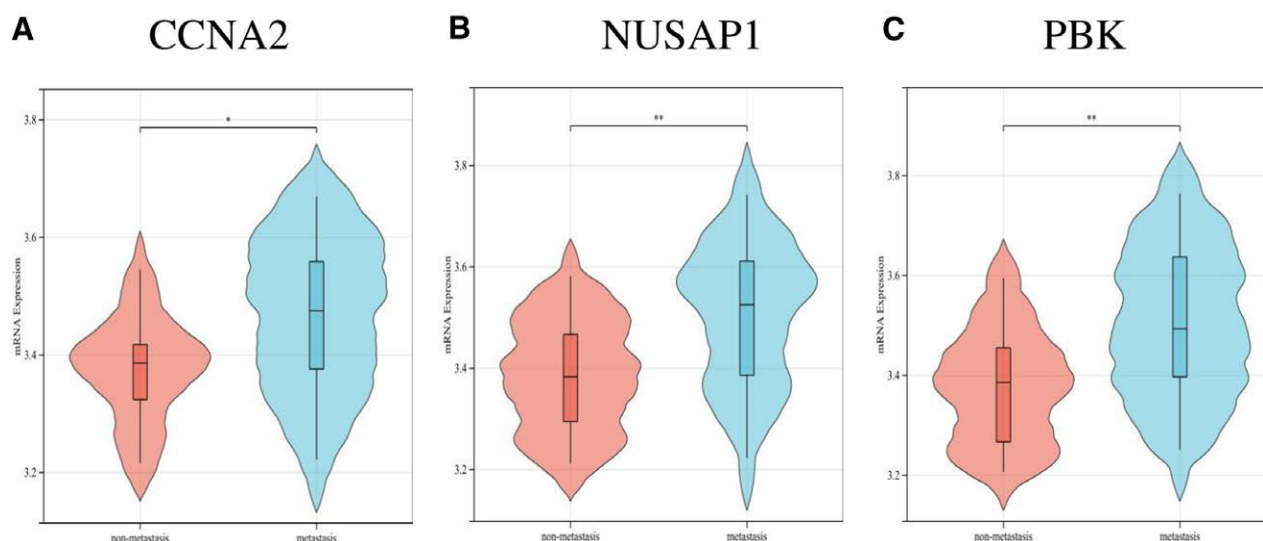 A CCNA2
B NUSAP1
C PBK
mRNA Expression
3.8
3.6
3.4
3.2
*
non-metastasis metastasis
mRNA Expression
3.8
3.6
3.4
3.2
**
non-metastasis metastasis
mRNA Expression
3.8
3.6
3.4
3.2
**
non-metastasis metastasis